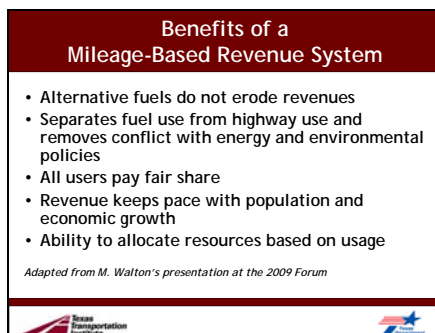 Benefits of a
Mileage-Based Revenue System
• Alternative fuels do not erode revenues
• Separates fuel use from highway use and
removes conflict with energy and environmental
policies
• All users pay fair share
• Revenue keeps pace with population and
economic growth
• Ability to allocate resources based on usage
Adapted from M. Walton's presentation at the 2009 Forum
Texas
Transportation
Institute